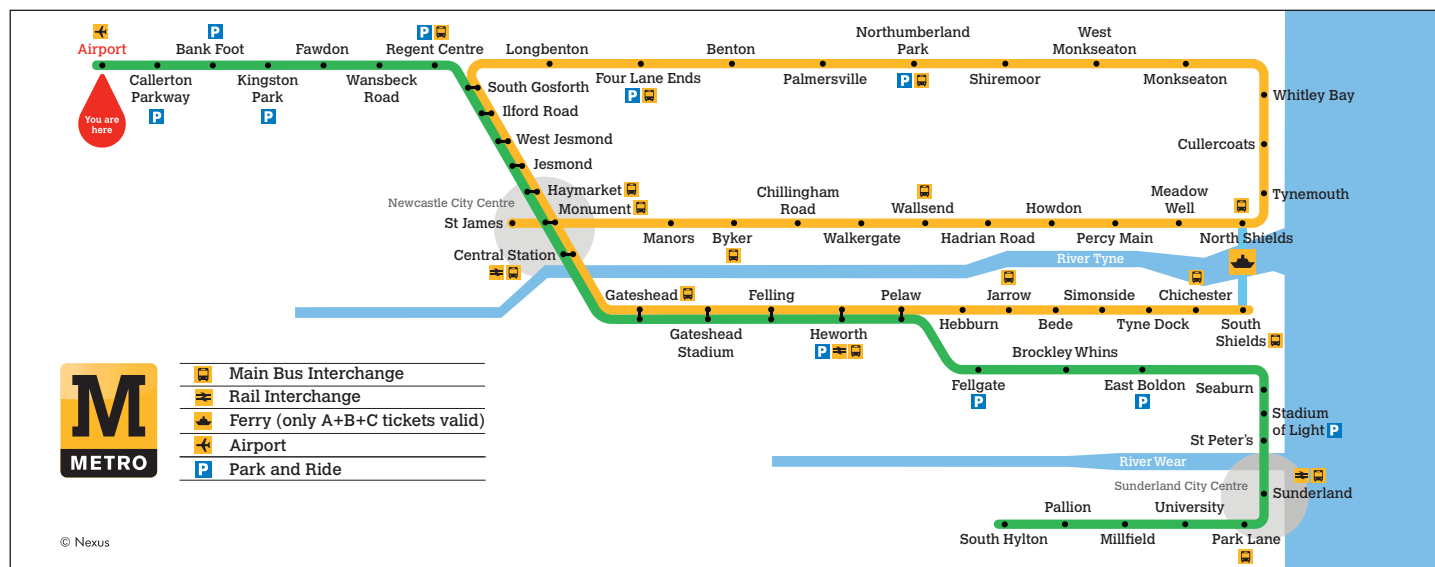 Airport
Bank Foot
Fawdon
Regent Centre
Callerton
Parkway
Kingston
Park
Wansbeck
Road
You are
here
Longbenton
Benton
Northumberland
Park
West
Monkseaton
Four Lane Ends
Palmersville
Shiremoor
Monkseaton
South Gosforth
Ilford Road
West Jesmond
Jesmond
Haymarket
Newcastle City Centre
Monument
St James
Central Station
Whitley Bay
Cullercoats
Tynemouth
Chillingham
Road
Wallsend
Howdon
Meadow
Well
Manors
Byker
Walkergate
Hadrian Road
Percy Main
North Shields
River Tyne
Gateshead
Felling
Pelaw
Jarrow
Simonside
Chichester
Gateshead
Stadium
Heworth
Hebburn
Bede
Tyne Dock
South
Shields
Brockley Whins
Fellgate
East Boldon
Seaburn
Stadium
of Light
St Peter's
River Wear
Sunderland City Centre
Sunderland
Pallion
University
South Hylton
Millfield
Park Lane
M
METRO
Main Bus Interchange
Rail Interchange
Ferry (only A+B+C tickets valid)
Airport
P Park and Ride
© Nexus